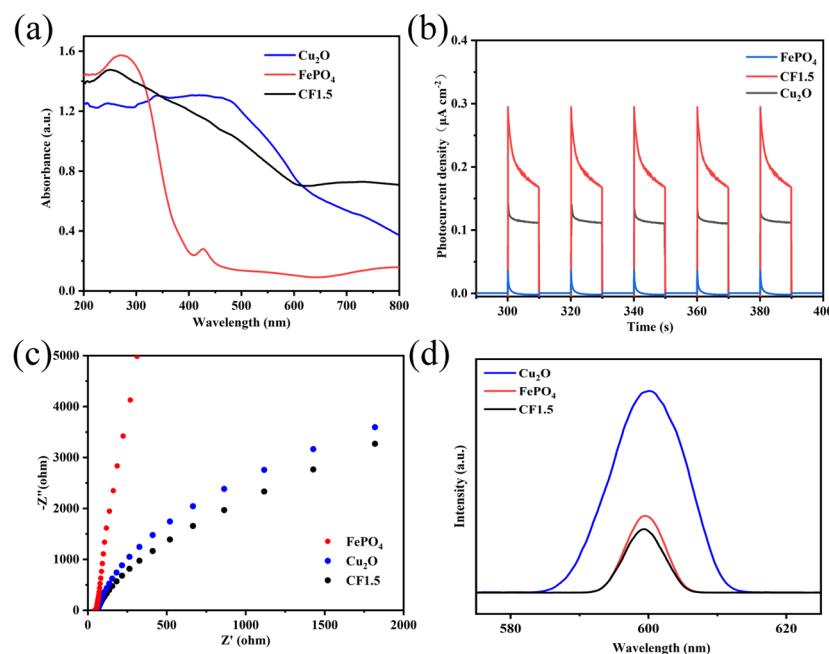 (a)
Absorbance (a.u.)
1.6
1.2
0.8
0.4
0.0
Cu₂O
FePO₄
CF1.5
200 300 400 500 600 700 800
Wavelength (nm)
(b)
Photocurrent density（μA cm⁻²）
0.4
0.3
0.2
0.1
0.0
FePO₄
CF1.5
Cu₂O
300 320 340 360 380 400
Time (s)
(c)
-Z''(ohm)
5000
4000
3000
2000
1000
0
FePO₄
Cu₂O
CF1.5
0 500 1000 1500 2000
Z' (ohm)
(d)
Intensity (a.u.)
Cu₂O
FePO₄
CF1.5
580 600 620
Wavelength (nm)